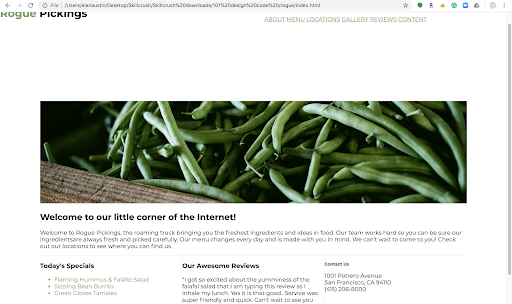 File | /Users/elanaustin/Desktop/Skillcrush/Skillcrush%20downloads/101%20design%20code%20/rogue/index.html
Rogue Pickings
ABOUT MENU LOCATIONS GALLERY REVIEWS CONTENT
Welcome to our little corner of the Internet!
Welcome to Rogue Pickings, the roaming truck bringing you the freshest ingredients and ideas in food. Our team works hard so you can be sure our
ingredientsare always fresh and picked carefully. Our menu changes every day and is made with you in mind. We can't wait to come to you! Check
out our locations to see where you can find us.
Today's Specials
Flaming Hummus & Falafel Salad
Sizzling Bean Burrito
Green Gloves Tamales
Our Awesome Reviews
"I got so excited about the yumminess of the
falafal salad that I am typing this review as I
inhale my lunch. Yes it is that good...Service was
super friendly and quick. Can't wait to see you
Contact Us
1001 Potrero Avenue
San Francisco, CA 94110
(415) 206-8000